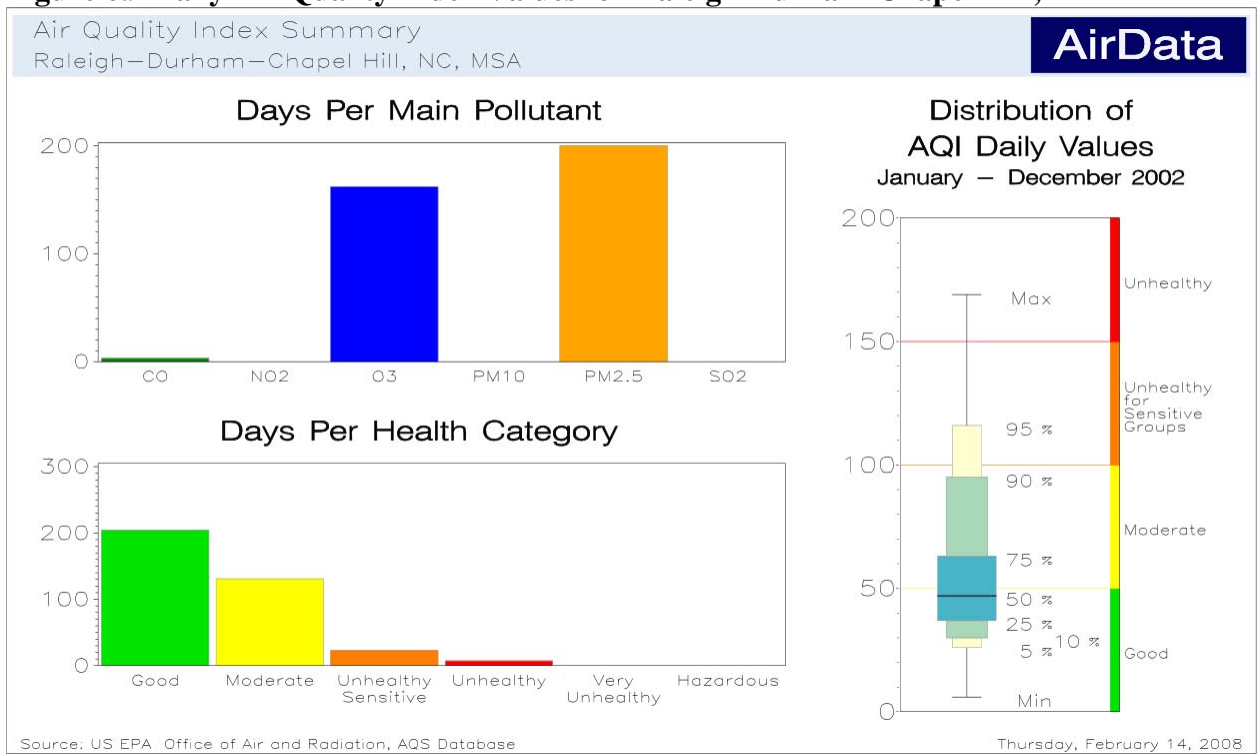 Air Quality Index Summary
Raleigh-Durham-Chapel Hill, NC, MSA
AirData
Days Per Main Pollutant
200
100
0
CO
NO2
O3
PM10
PM2.5
SO2
Days Per Health Category
300
200
100
0
Good
Moderate
Unhealthy
Sensitive
Unhealthy
Very
Unhealthy
Hazardous
Distribution of
AQI Daily Values
January - December 2002
200
150
100
50
0
Max
95 %
90 %
75 %
50 %
25 %
10 %
5 %
Min
Unhealthy
Unhealthy
for
Sensitive
Groups
Moderate
Good
Source: US EPA Office of Air and Radiation, AQS Database
Thursday, February 14, 2008